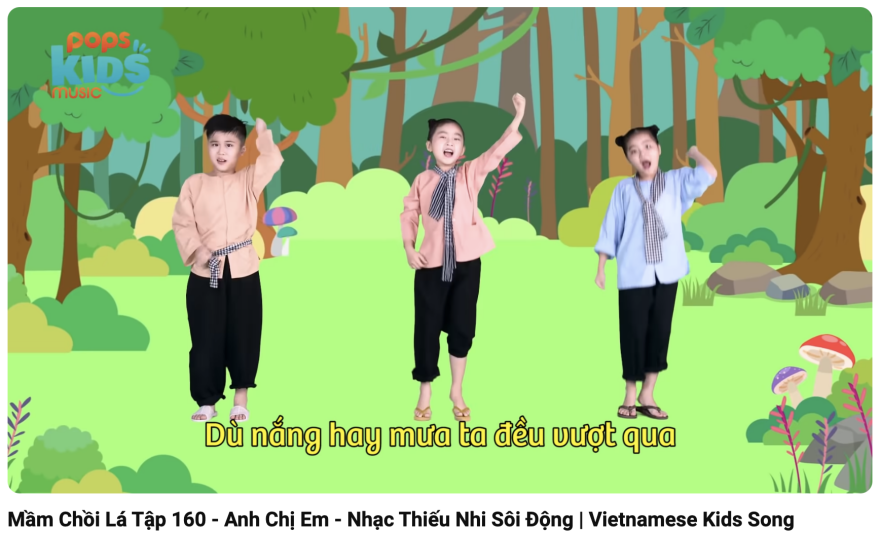 pops
KIDS
music
Dù nắng hay mưa ta đều vượt qua
Mầm Chồi Lá Tập 160 - Anh Chị Em - Nhạc Thiếu Nhi Sôi Động | Vietnamese Kids Song